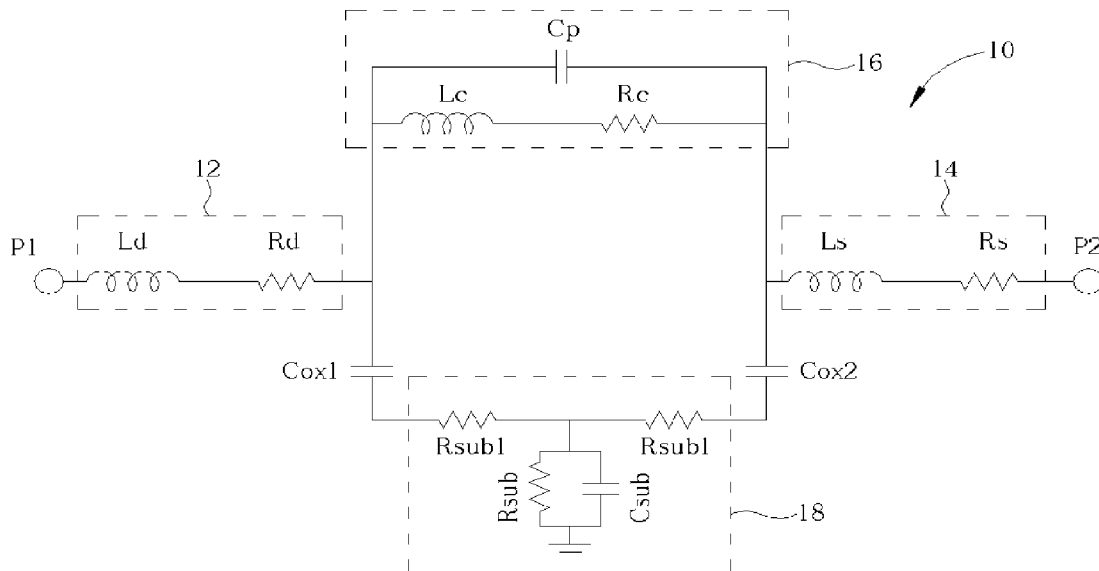 Cp
16
10
Lc
Rc
12
14
P1
Ld
Rd
Ls
Rs
P2
Cox1
Cox2
Rsub1
Rsub1
Rsub
Csub
18